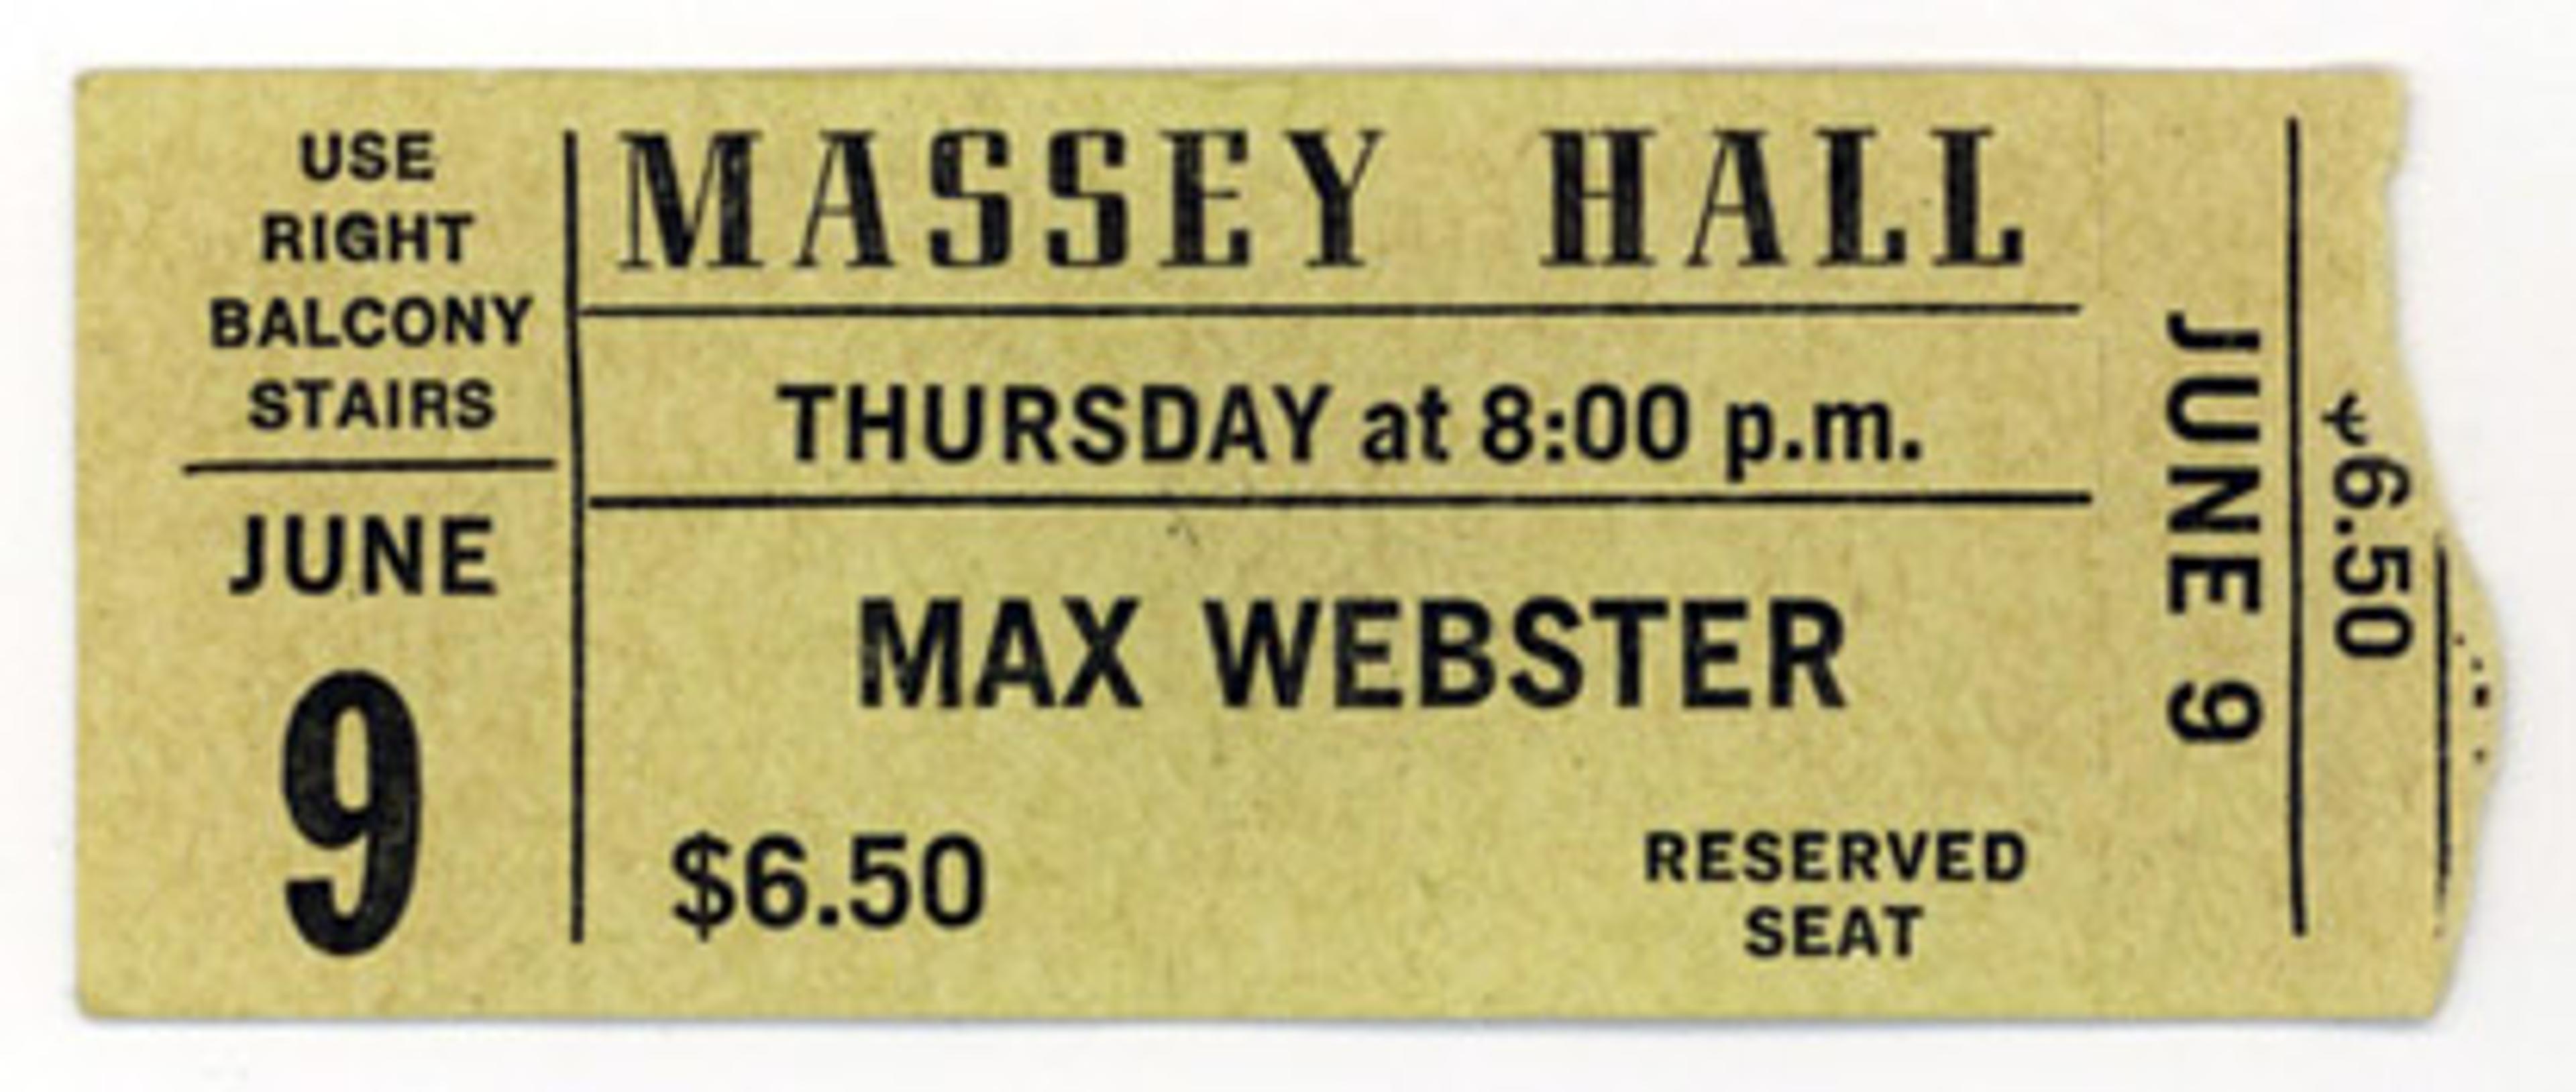 USE
RIGHT
BALCONY
STAIRS
JUNE
9
MASSEY HALL
THURSDAY at 8:00 p.m.
MAX WEBSTER
$6.50
RESERVED
SEAT
JUNE 9
6.50